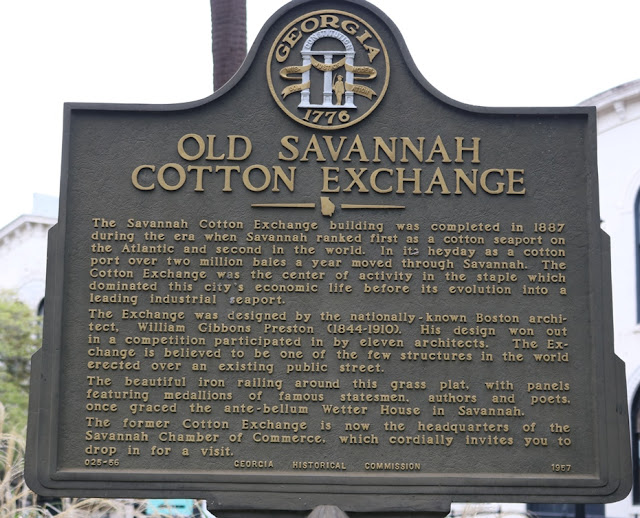 GEORGIA
CONSTITUTION
1776
OLD SAVANNAH
COTTON EXCHANGE
The Savannah Cotton Exchange building was completed in 1887
during the era when Savannah ranked first as a cotton seaport on
the Atlantic and second in the world. In its heyday as a cotton
port over two million bales a year moved through Savannah. The
Cotton Exchange was the center of activity in the staple which
dominated this city's economic life before its evolution into a
leading industrial seaport.
The Exchange was designed by the nationally-known Boston archi-
tect, William Gibbons Preston (1844-1910). His design won out
in a competition participated in by eleven architects. The Ex-
change is believed to be one of the few structures in the world
erected over an existing public street.
The beautiful iron railing around this grass plat, with panels
featuring medallions of famous statesmen, authors and poets,
once graced the ante-bellum Wetter House in Savannah.
The former Cotton Exchange is now the headquarters of the
Savannah Chamber of Commerce, which cordially invites you to
drop in for a visit.
025-56 GEORGIA HISTORICAL COMMISSION 1957